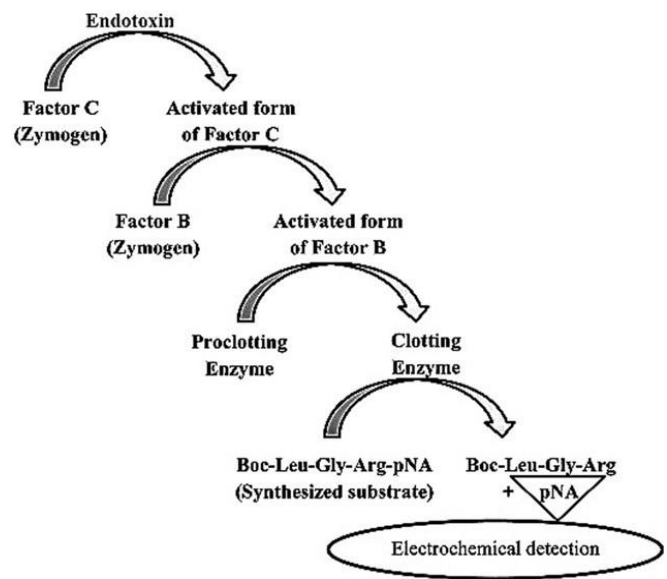 Endotoxin
Factor C
(Zymogen)
Activated form
of Factor C
Factor B
(Zymogen)
Activated form
of Factor B
Proclotting
Enzyme
Clotting
Enzyme
Boc-Leu-Gly-Arg-pNA
(Synthesized substrate)
Boc-Leu-Gly-Arg
+ pNA
Electrochemical detection